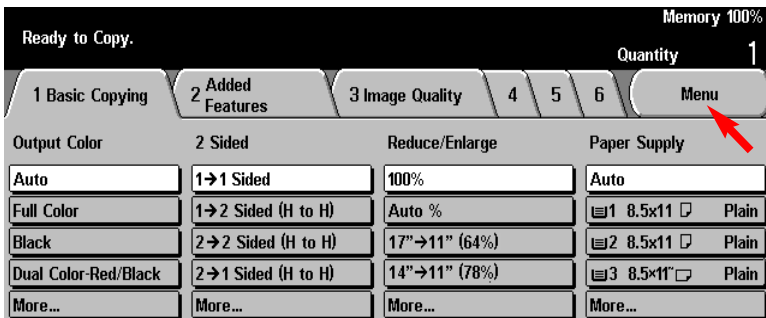 Memory 100%
Ready to Copy.
Quantity 1
1 Basic Copying
2 Added
Features
3 Image Quality
4
5
6
Menu
Output Color
2 Sided
Reduce/Enlarge
Paper Supply
Auto
1→1 Sided
100%
Auto
Full Color
1→2 Sided (H to H)
Auto %
1 8.5x11 Plain
Black
2→2 Sided (H to H)
17"→11" (64%)
2 8.5x11 Plain
Dual Color-Red/Black
2→1 Sided (H to H)
14"→11" (78%)
3 8.5×11" Plain
More...
More...
More...
More...